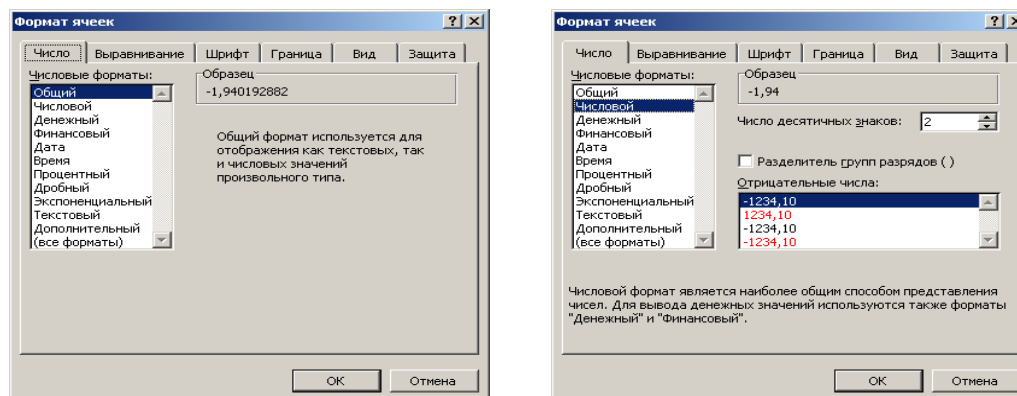 Формат ячеек
Число
Выравнивание
Шрифт
Граница
Вид
Защита
Числовые форматы:
Общий
Числовой
Денежный
Финансовый
Дата
Время
Процентный
Дробный
Экспоненциальный
Текстовый
Дополнительный
(все форматы)
Образец
-1,940192882
Общий формат используется для
отображения как текстовых, так
и числовых значений
произвольного типа.
ОК
Отмена
Формат ячеек
Число
Выравнивание
Шрифт
Граница
Вид
Защита
Числовые форматы:
Общий
Числовой
Денежный
Финансовый
Дата
Время
Процентный
Дробный
Экспоненциальный
Текстовый
Дополнительный
(все форматы)
Образец
-1,94
Число десятичных знаков: 2
Разделитель групп разрядов ( )
Отрицательные числа:
-1234,10
1234,10
-1234,10
-1234,10
Числовой формат является наиболее общим способом представления
чисел. Для вывода денежных значений используются также форматы
"Денежный" и "Финансовый".
ОК
Отмена